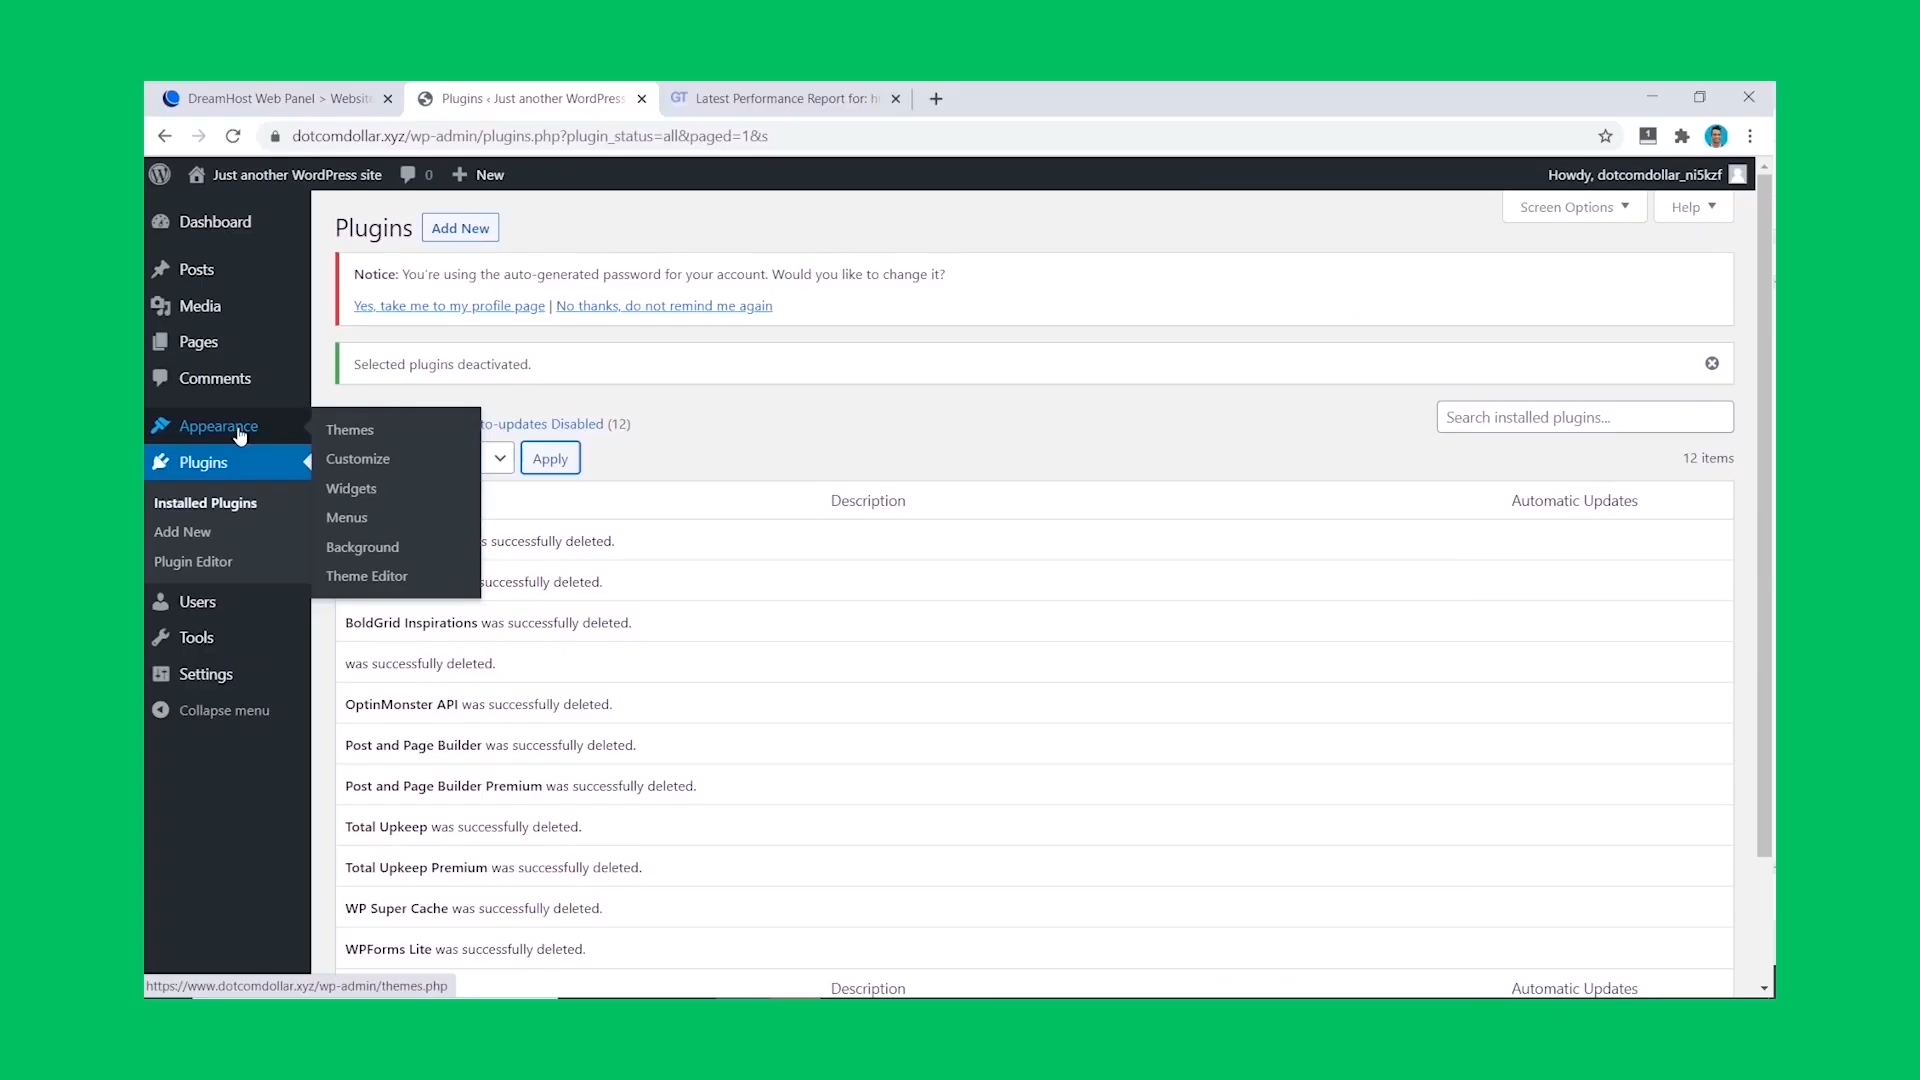 DreamHost Web Panel > Website
Plugins ‹ Just another WordPress
GT Latest Performance Report for: h
dotcomdollar.xyz/wp-admin/plugins.php?plugin_status=all&paged=1&s
1
Just another WordPress site
0
New
Howdy, dotcomdollar_ni5kzf
Dashboard
Posts
Media
Pages
Comments
Appearance
Plugins
Installed Plugins
Add New
Plugin Editor
Users
Tools
Settings
Collapse menu
Themes
Customize
Widgets
Menus
Background
Theme Editor
Screen Options
Help
Plugins
Add New
Notice: You're using the auto-generated password for your account. Would you like to change it?
Yes, take me to my profile page | No thanks, do not remind me again
Selected plugins deactivated.
to-updates Disabled (12)
Search installed plugins...
Apply
12 items
Description
Automatic Updates
s successfully deleted.
successfully deleted.
BoldGrid Inspirations was successfully deleted.
was successfully deleted.
OptinMonster API was successfully deleted.
Post and Page Builder was successfully deleted.
Post and Page Builder Premium was successfully deleted.
Total Upkeep was successfully deleted.
Total Upkeep Premium was successfully deleted.
WP Super Cache was successfully deleted.
WPForms Lite was successfully deleted.
Description
Automatic Updates
https://www.dotcomdollar.xyz/wp-admin/themes.php